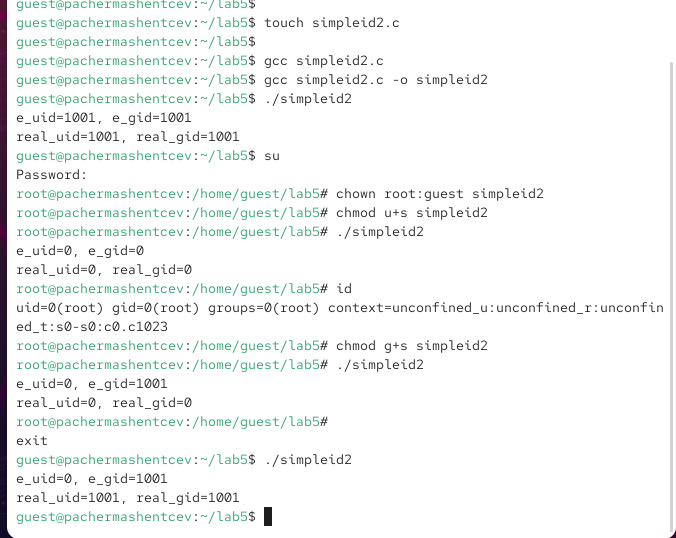 guest@pachermashentcev:~/lab5$
guest@pachermashentcev:~/lab5$ touch simpleid2.c
guest@pachermashentcev:~/lab5$
guest@pachermashentcev:~/lab5$ gcc simpleid2.c
guest@pachermashentcev:~/lab5$ gcc simpleid2.c -o simpleid2
guest@pachermashentcev:~/lab5$ ./simpleid2
e_uid=1001, e_gid=1001
real_uid=1001, real_gid=1001
guest@pachermashentcev:~/lab5$ su
Password:
root@pachermashentcev:/home/guest/lab5# chown root:guest simpleid2
root@pachermashentcev:/home/guest/lab5# chmod u+s simpleid2
root@pachermashentcev:/home/guest/lab5# ./simpleid2
e_uid=0, e_gid=0
real_uid=0, real_gid=0
root@pachermashentcev:/home/guest/lab5# id
uid=0(root) gid=0(root) groups=0(root) context=unconfined_u:unconfined_r:unconfin
ed_t:s0-s0:c0.c1023
root@pachermashentcev:/home/guest/lab5# chmod g+s simpleid2
root@pachermashentcev:/home/guest/lab5# ./simpleid2
e_uid=0, e_gid=1001
real_uid=0, real_gid=0
root@pachermashentcev:/home/guest/lab5#
exit
guest@pachermashentcev:~/lab5$ ./simpleid2
e_uid=0, e_gid=1001
real_uid=1001, real_gid=1001
guest@pachermashentcev:~/lab5$